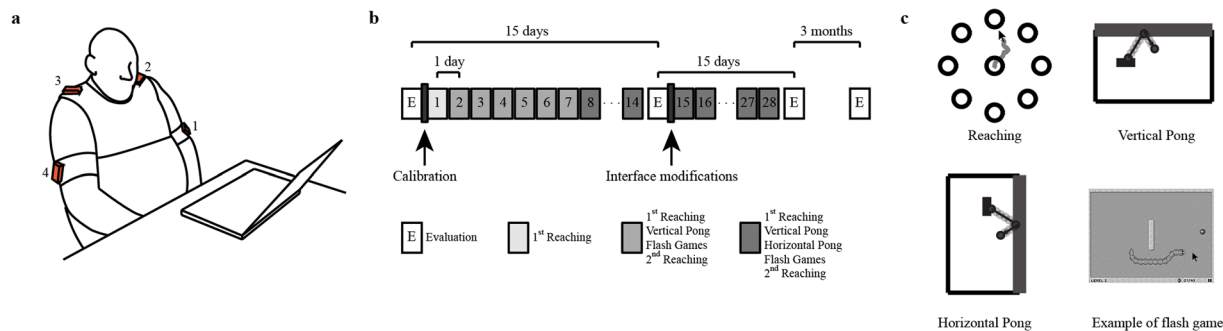 a
3
2
1
4
b
15 days
3 months
1 day
15 days
E 1 2 3 4 5 6 7 8 ··· 14 E 15 16 ··· 27 28 E E
Calibration
Interface modifications
E Evaluation
1st Reaching
1st Reaching
Vertical Pong
Flash Games
2nd Reaching
1st Reaching
Vertical Pong
Horizontal Pong
Flash Games
2nd Reaching
c
Reaching
Vertical Pong
Horizontal Pong
Example of flash game